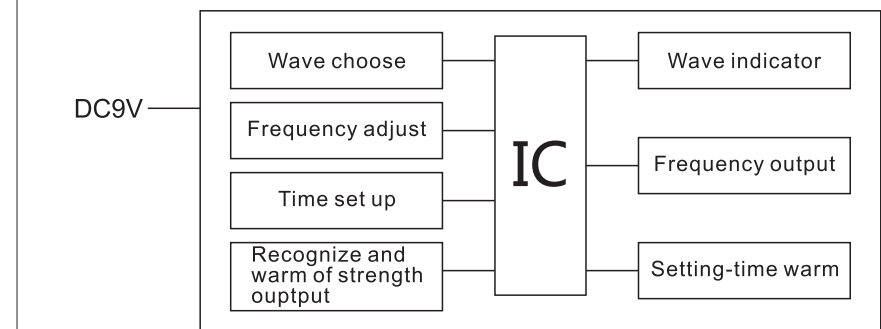 Wave choose
Wave indicator
DC9V
Frequency adjust
IC
Frequency output
Time set up
Recognize and
warm of strength
ouptput
Setting-time warm